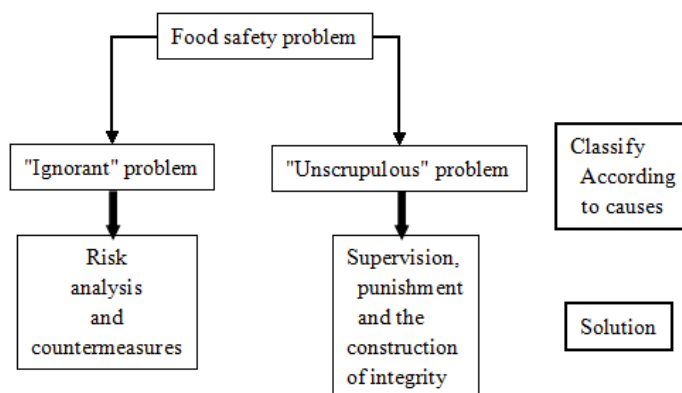 Food safety problem
"Ignorant" problem
"Unscrupulous" problem
Classify
According
to causes
Risk
analysis
and
countermeasures
Supervision,
punishment
and the
construction
of integrity
Solution